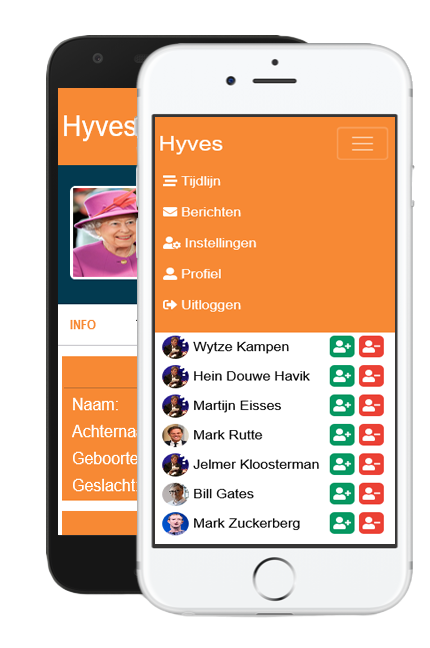 Hyves
INFO
Naam:
Achterna
Geboorte
Geslacht:
Hyves
Tijdlijn
Berichten
Instellingen
Profiel
Uitloggen
Wytze Kampen
Hein Douwe Havik
Martijn Eisses
Mark Rutte
Jelmer Kloosterman
Bill Gates
Mark Zuckerberg